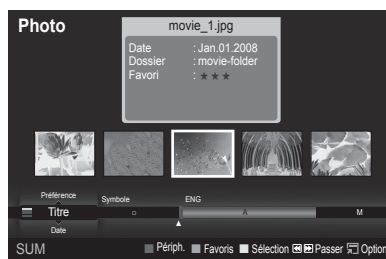 Photo
movie_1.jpg
Date : Jan.01.2008
Dossier : movie-folder
Favori : ★ ★ ★
Préférence
Symbole ENG
Titre A M
Date
SUM Périph. Favoris Sélection Passer Option